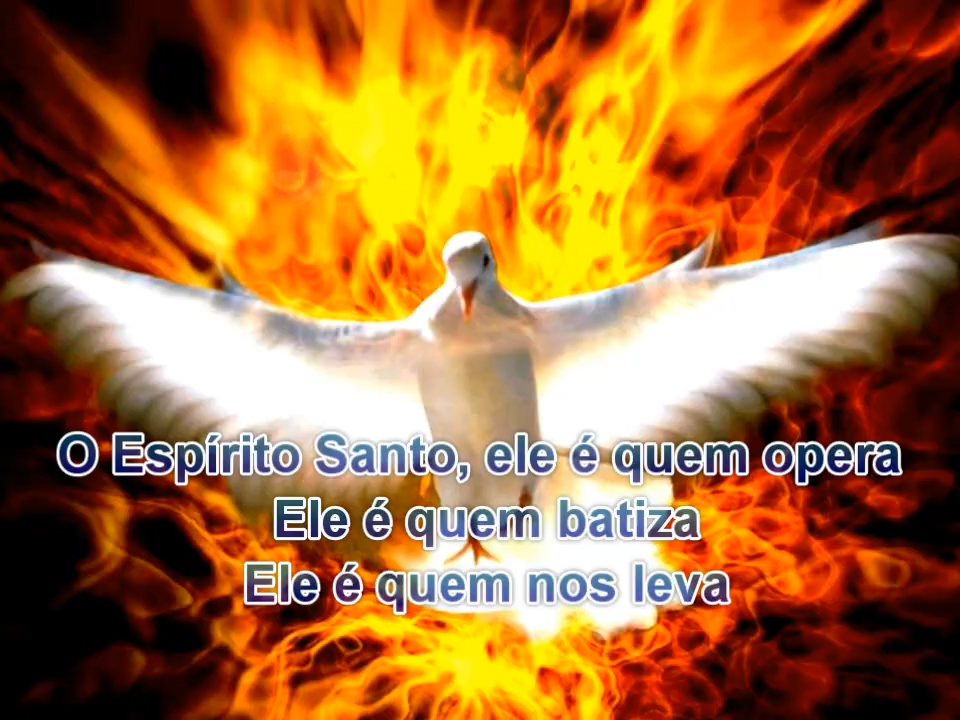 O Espírito Santo, ele é quem opera
Ele é quem batiza
Ele é quem nos leva